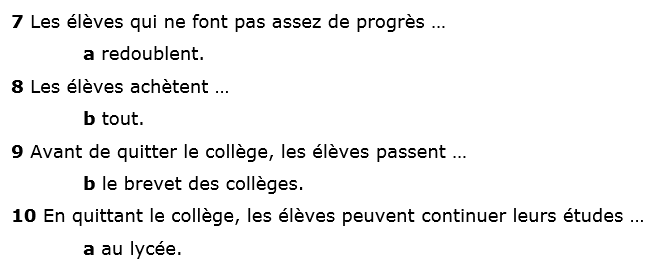 7 Les élèves qui ne font pas assez de progrès …
a redoublent.
8 Les élèves achètent …
b tout.
9 Avant de quitter le collège, les élèves passent …
b le brevet des collèges.
10 En quittant le collège, les élèves peuvent continuer leurs études …
a au lycée.